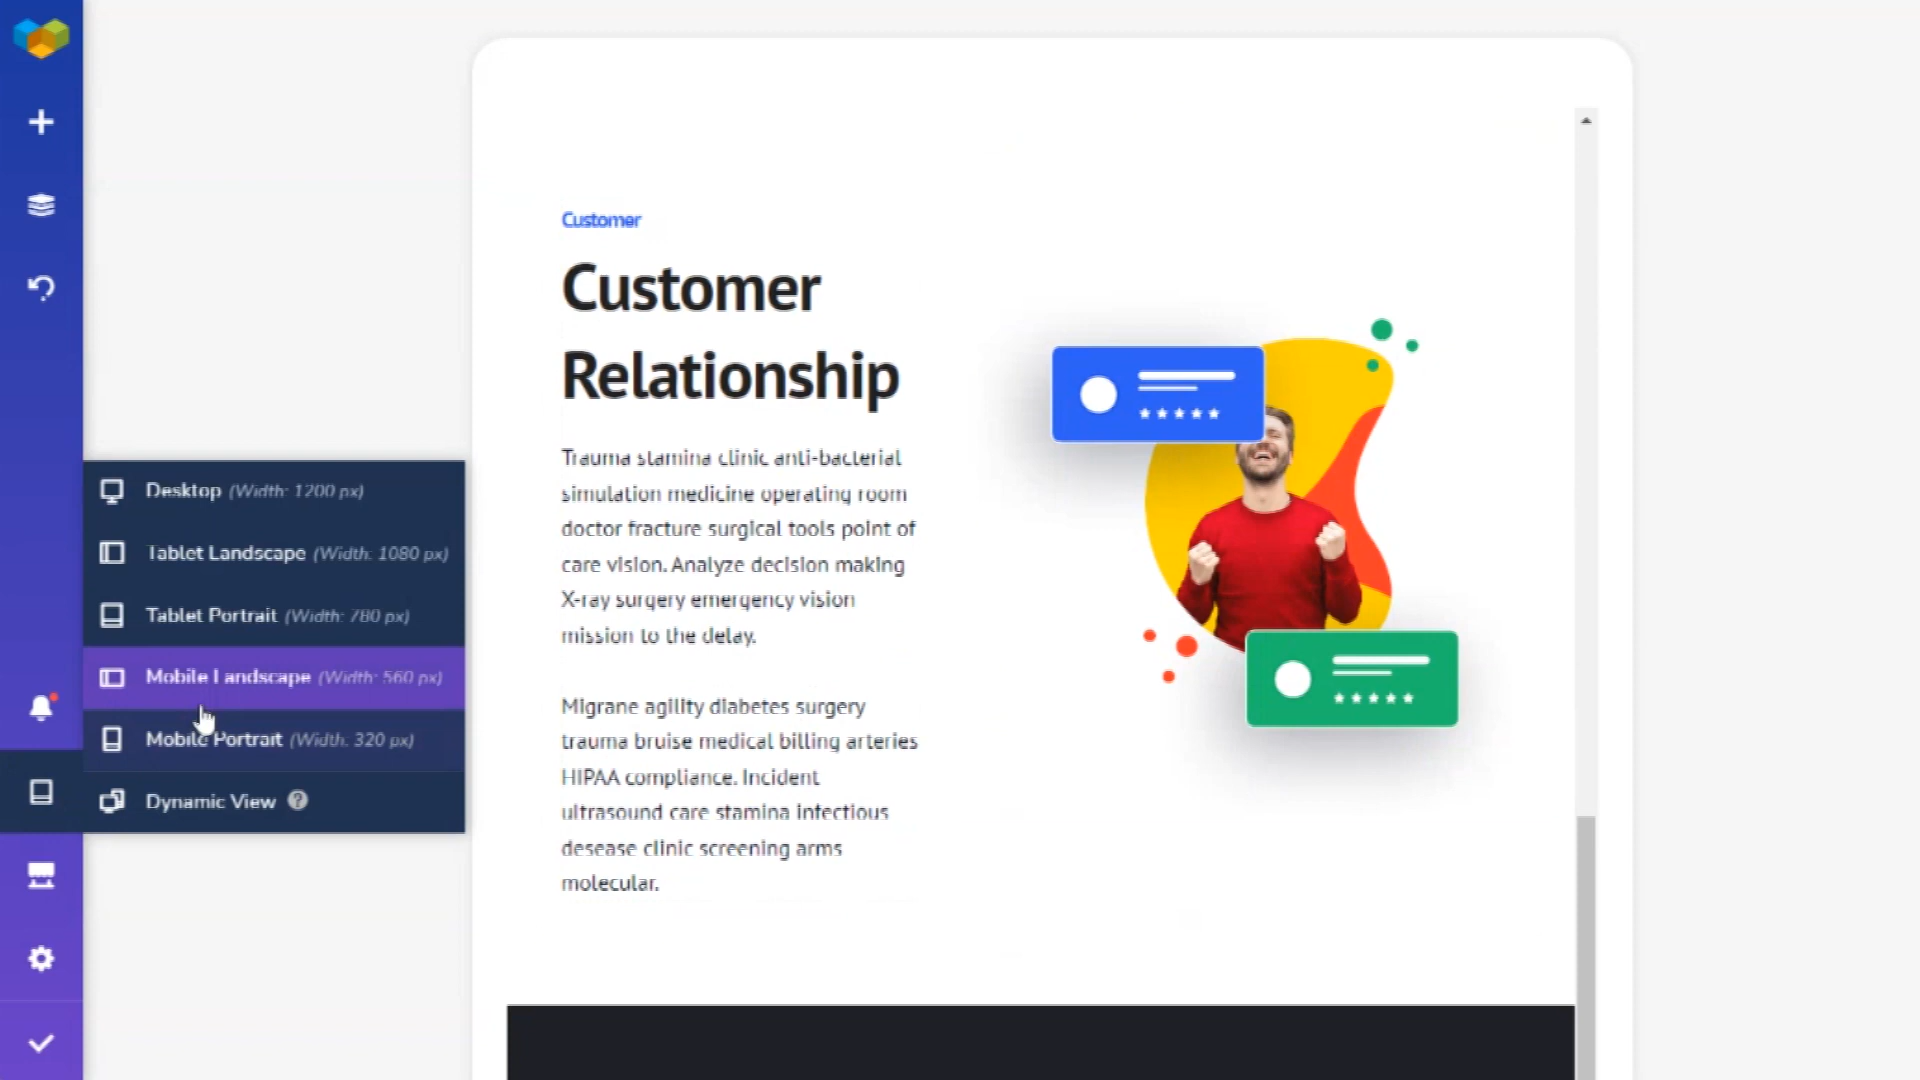 Customer
Customer
Relationship
Trauma stamina clinic anti-bacterial
simulation medicine operating room
doctor fracture surgical tools point of
care vision. Analyze decision making
X-ray surgery emergency vision
mission to the delay.
Migrane agility diabetes surgery
trauma bruise medical billing arteries
HIPAA compliance. Incident
ultrasound care stamina infectious
desease clinic screening arms
molecular.
Desktop (Width: 1200 px)
Tablet Landscape (Width: 1080 px)
Tablet Portrait (Width: 780 px)
Mobile Landscape (Width: 560 px)
Mobile Portrait (Width: 320 px)
Dynamic View ?